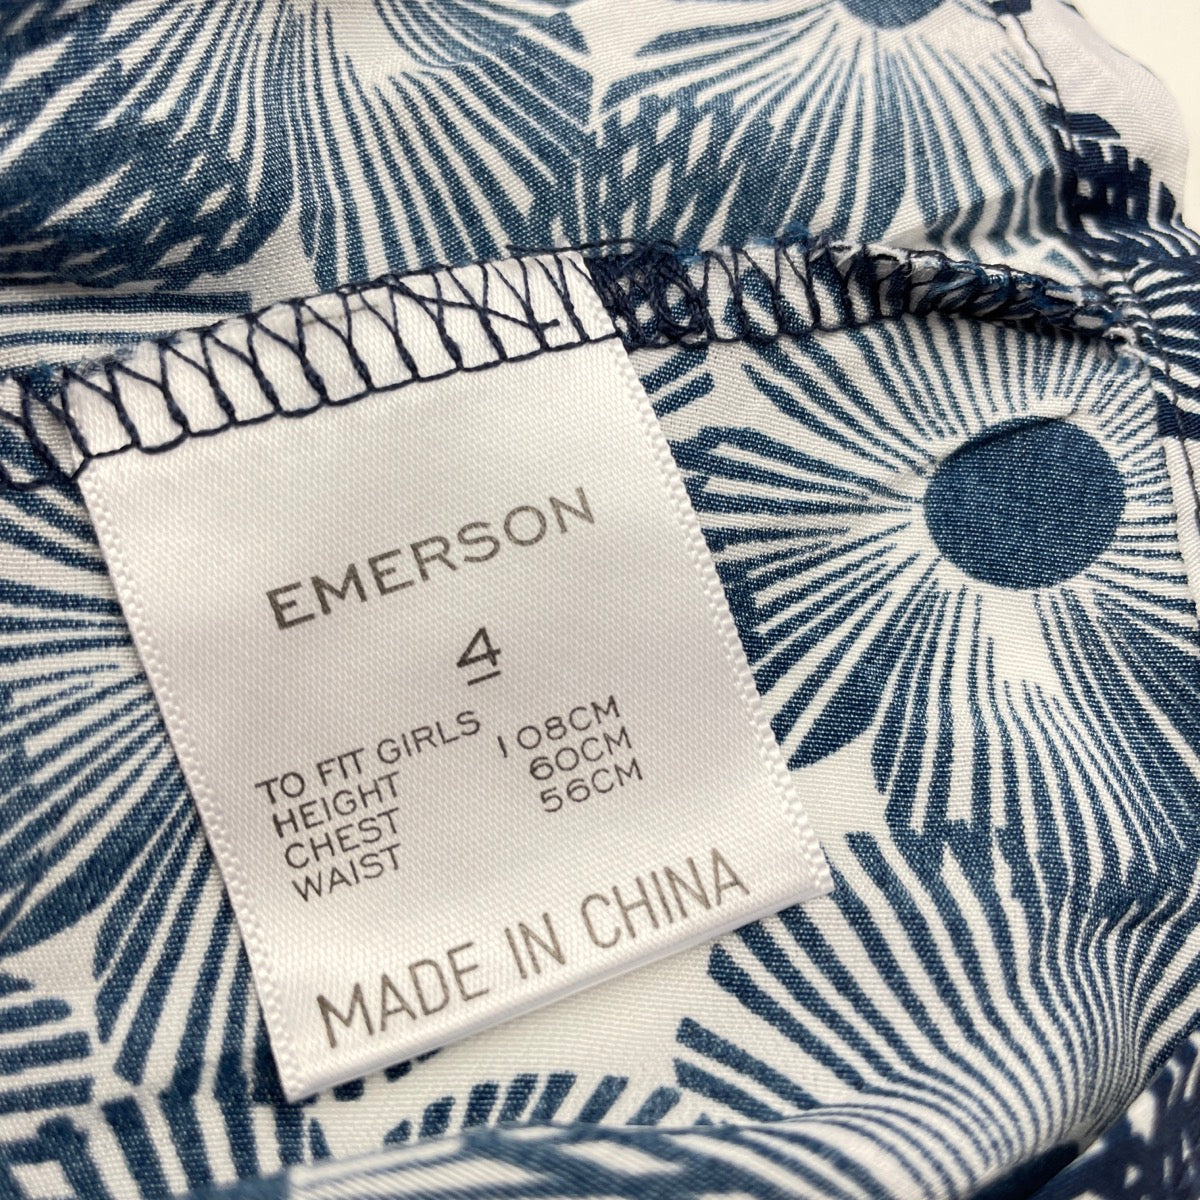 EMERSON
4
TO FIT GIRLS
HEIGHT 108CM
CHEST 60CM
WAIST 56CM
MADE IN CHINA